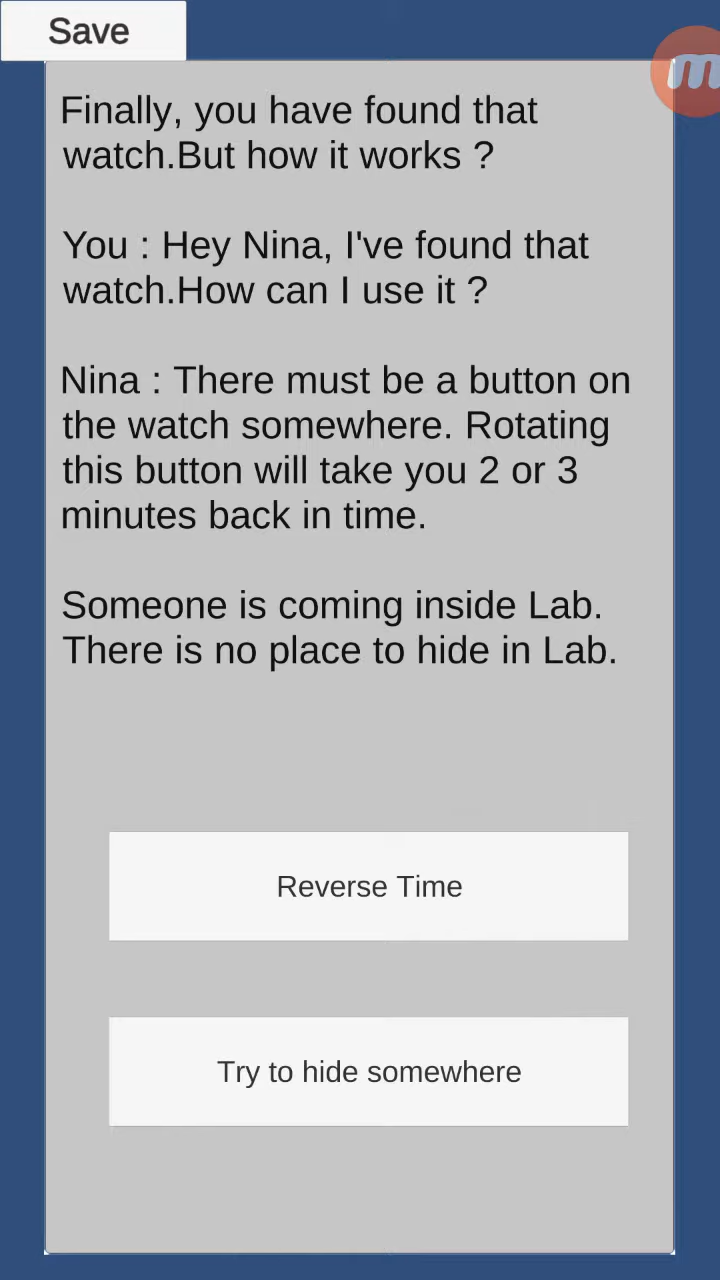 Save
Finally, you have found that
watch.But how it works ?
You : Hey Nina, I've found that
watch.How can I use it ?
Nina : There must be a button on
the watch somewhere. Rotating
this button will take you 2 or 3
minutes back in time.
Someone is coming inside Lab.
There is no place to hide in Lab.
Reverse Time
Try to hide somewhere